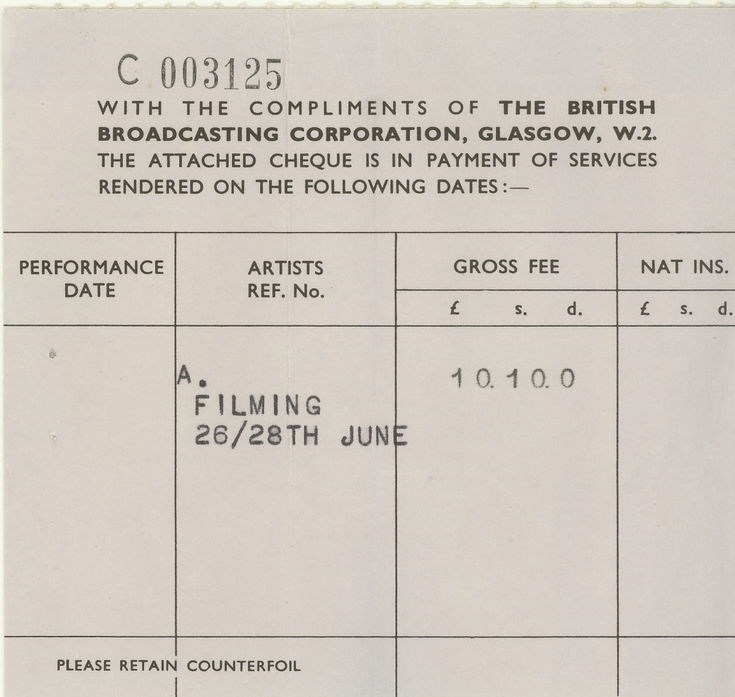 C 003125
WITH THE COMPLIMENTS OF THE BRITISH
BROADCASTING CORPORATION, GLASGOW, W.2.
THE ATTACHED CHEQUE IS IN PAYMENT OF SERVICES
RENDERED ON THE FOLLOWING DATES:—
PERFORMANCE
DATE
ARTISTS
REF. No.
GROSS FEE
£ s. d.
NAT INS.
£ s. d.
A.
FILMING
26/28TH JUNE
10.10.0
PLEASE RETAIN COUNTERFOIL